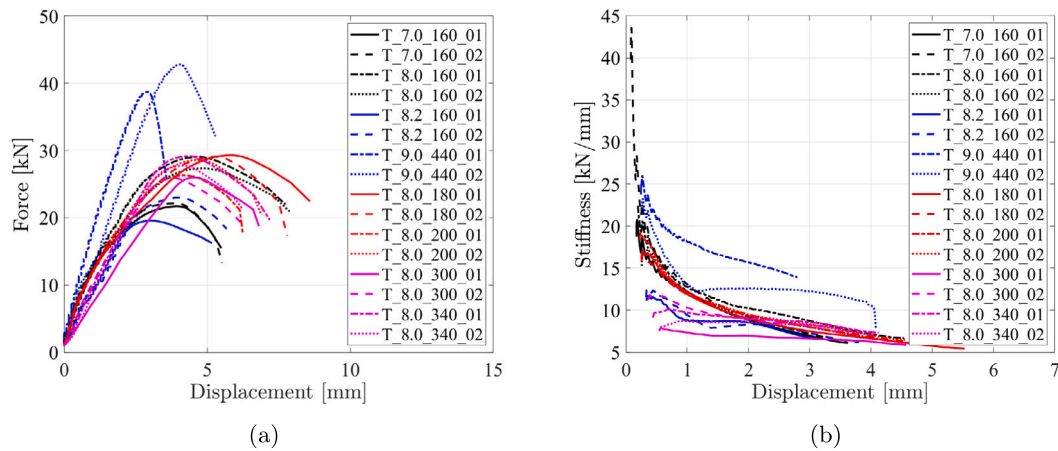 50
40
30
20
10
0
Force [kN]
0 5 10 15
Displacement [mm]
T_7.0_160_01
T_7.0_160_02
T_8.0_160_01
T_8.0_160_02
T_8.2_160_01
T_8.2_160_02
T_9.0_440_01
T_9.0_440_02
T_8.0_180_01
T_8.0_180_02
T_8.0_200_01
T_8.0_200_02
T_8.0_300_01
T_8.0_300_02
T_8.0_340_01
T_8.0_340_02
(a)
45
40
35
30
25
20
15
10
5
Stiffness [kN/mm]
0 1 2 3 4 5 6 7
Displacement [mm]
T_7.0_160_01
T_7.0_160_02
T_8.0_160_01
T_8.0_160_02
T_8.2_160_01
T_8.2_160_02
T_9.0_440_01
T_9.0_440_02
T_8.0_180_01
T_8.0_180_02
T_8.0_200_01
T_8.0_200_02
T_8.0_300_01
T_8.0_300_02
T_8.0_340_01
T_8.0_340_02
(b)